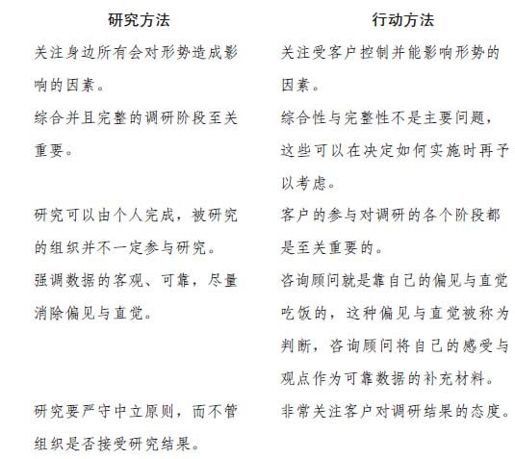 研究方法
行动方法
关注身边所有会对形势造成影
响的因素。
关注受客户控制并能影响形势的
因素。
综合并且完整的调研阶段至关
重要。
综合性与完整性不是主要问题，
这些可以在决定如何实施时再予
以考虑。
研究可以由个人完成，被研究
的组织并不一定参与研究。
客户的参与对调研的各个阶段都
是至关重要的。
强调数据的客观、可靠，尽量
消除偏见与直觉。
咨询顾问就是靠自己的偏见与直觉
吃饭的，这种偏见与直觉被称为
判断，咨询顾问将自己的感受与
观点作为可靠数据的补充材料。
研究要严守中立原则，而不管
组织是否接受研究结果。
非常关注客户对调研结果的态度。